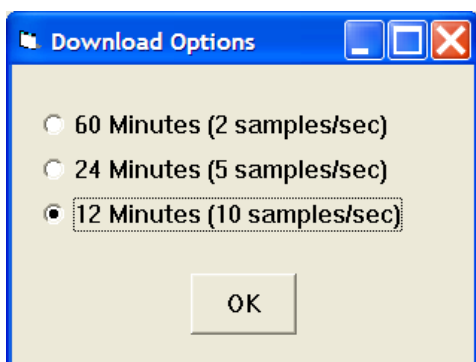 Download Options
60 Minutes (2 samples/sec)
24 Minutes (5 samples/sec)
12 Minutes (10 samples/sec)
OK